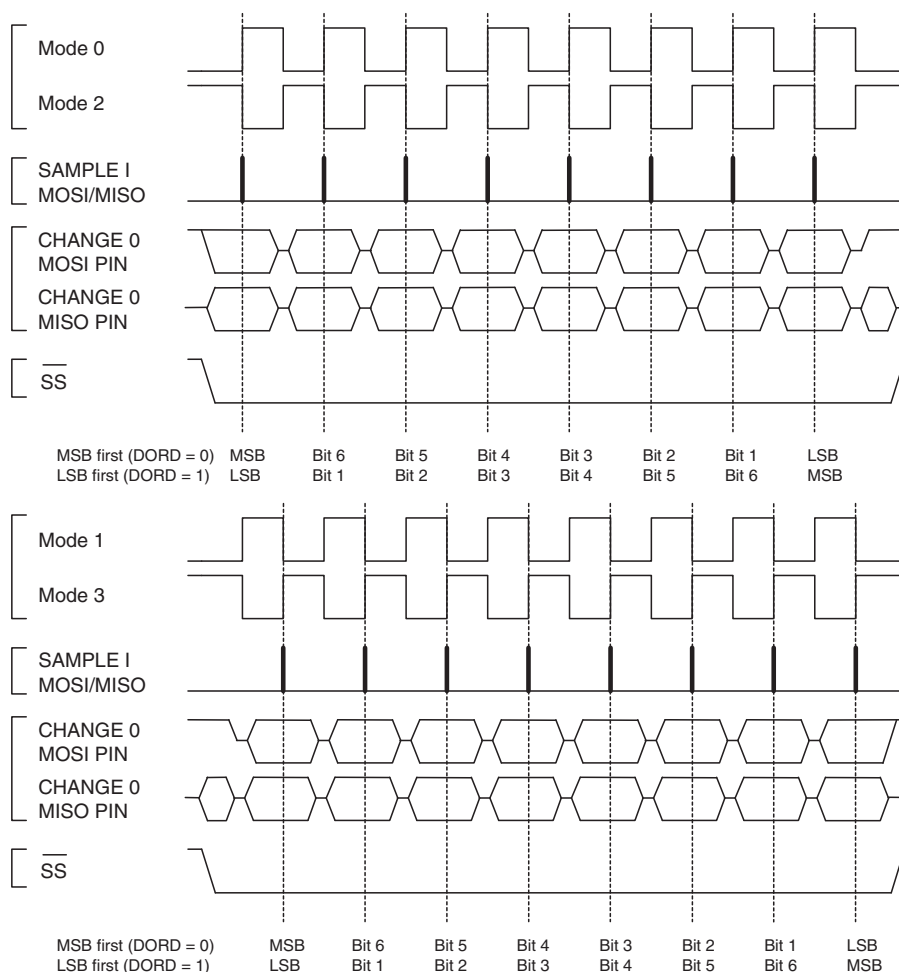 Mode 0
Mode 2
SAMPLE I
MOSI/MISO
CHANGE 0
MOSI PIN
CHANGE 0
MISO PIN
SS
MSB first (DORD = 0) MSB Bit 6 Bit 5 Bit 4 Bit 3 Bit 2 Bit 1 LSB
LSB first (DORD = 1) LSB Bit 1 Bit 2 Bit 3 Bit 4 Bit 5 Bit 6 MSB
Mode 1
Mode 3
SAMPLE I
MOSI/MISO
CHANGE 0
MOSI PIN
CHANGE 0
MISO PIN
SS
MSB first (DORD = 0) MSB Bit 6 Bit 5 Bit 4 Bit 3 Bit 2 Bit 1 LSB
LSB first (DORD = 1) LSB Bit 1 Bit 2 Bit 3 Bit 4 Bit 5 Bit 6 MSB